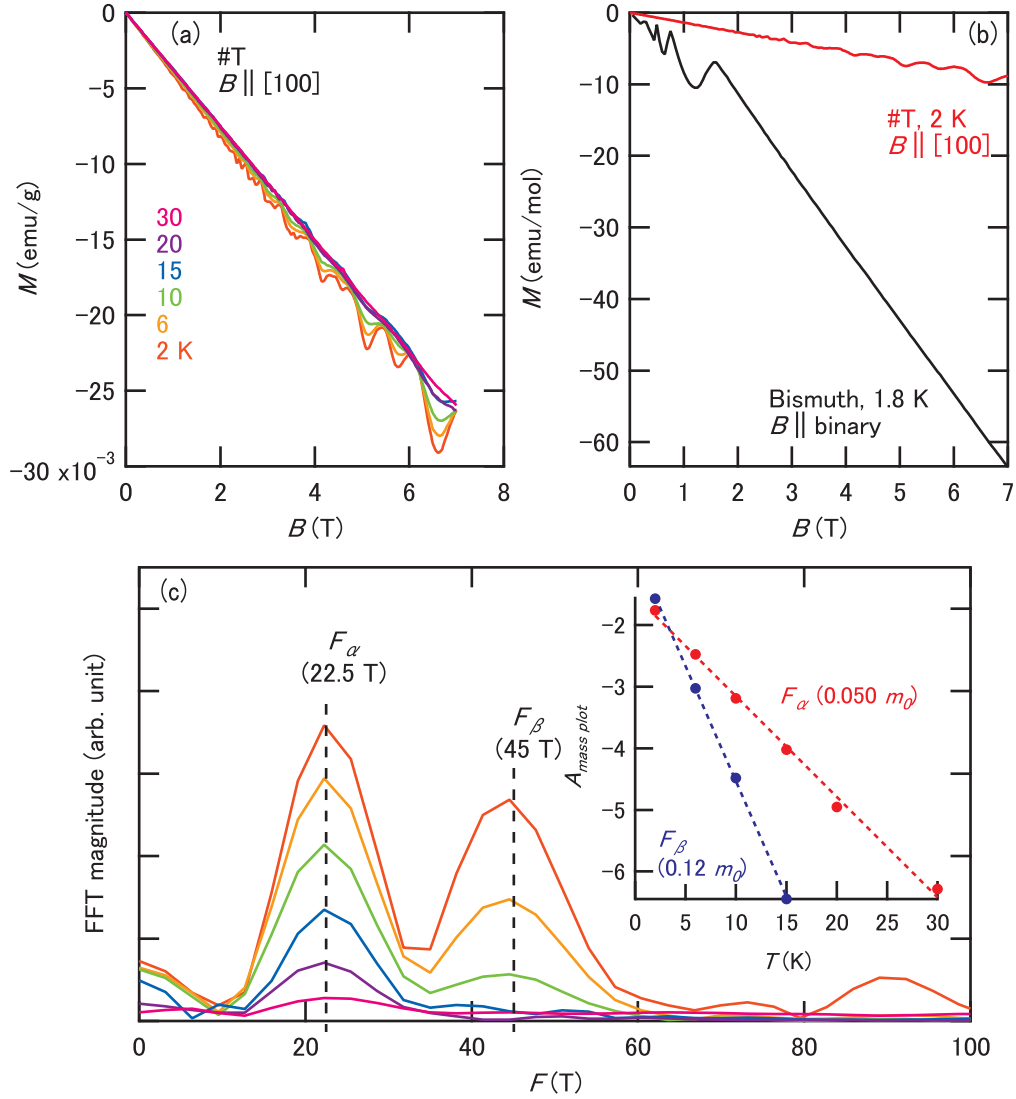 (a)
#T
B || [100]
30
20
15
10
6
2 K
M (emu/g)
0
−5
−10
−15
−20
−25
−30 x10⁻³
0
2
4
6
8
B (T)
(b)
#T, 2 K
B || [100]
Bismuth, 1.8 K
B || binary
M (emu/mol)
0
−10
−20
−30
−40
−50
−60
0
1
2
3
4
5
6
7
B (T)
(c)
Fα
(22.5 T)
Fβ
(45 T)
FFT magnitude (arb. unit)
0
20
40
60
80
100
F (T)
A mass plot
−2
−3
−4
−5
−6
Fα (0.050 m₀)
Fβ
(0.12 m₀)
0
5
10
15
20
25
30
T (K)